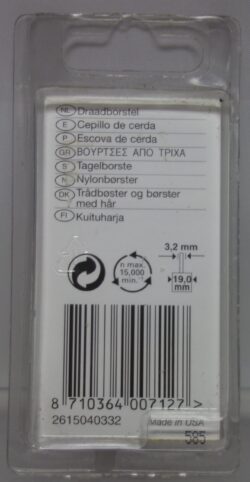 NL Draadborstel
E Cepillo de cerda
P Escova de cerda
GR ΒΟΥΡΤΣΕΣ ΑΠΟ ΤΡΙΧΑ
S Tagelborste
N Nylonbørster
DK Trådbøster og børster
med hår
FI Kuituharja
3,2 mm
n max.
15,000
min.⁻¹
19,0
mm
8 710364 007127 >
2615040332
Made in USA
585